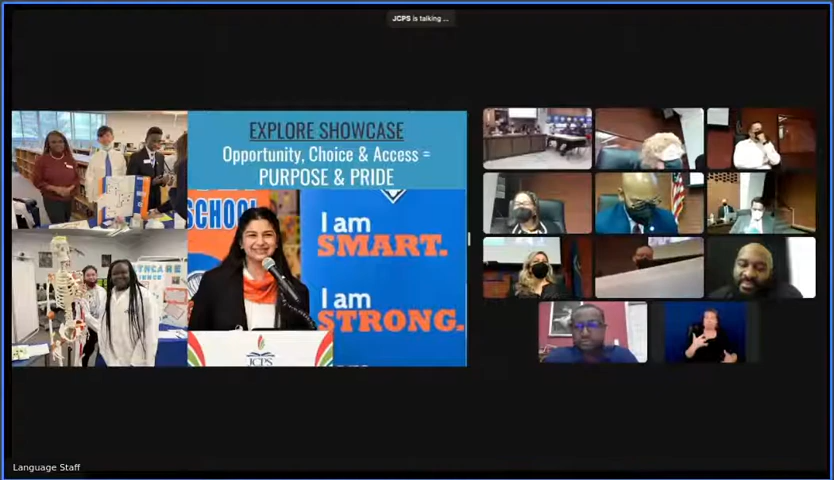 JCPS is talking ...
EXPLORE SHOWCASE
Opportunity, Choice & Access =
PURPOSE & PRIDE
SCHOOL
I am
SMART.
I am
STRONG.
JCPS
Language Staff